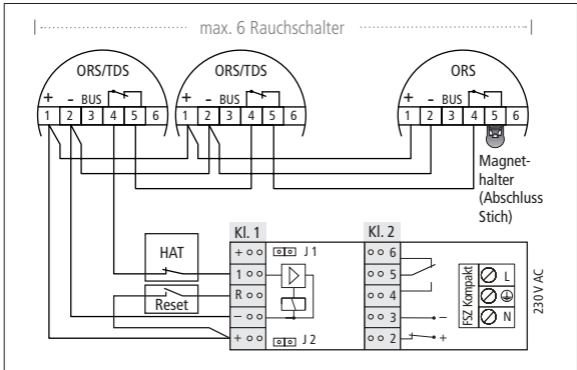 max. 6 Rauchschalter
ORS/TDS ORS/TDS ORS
+ - BUS + - BUS + - BUS
1 2 3 4 5 6 1 2 3 4 5 6 1 2 3 4 5 6
Magnet-
halter
(Abschluss
Stich)
Kl. 1 Kl. 2
HAT
Reset
+ J 1 6
1 5
R 4
– 3 –
+ J 2 2 +
FSZ Kompakt
L
N
230 V AC